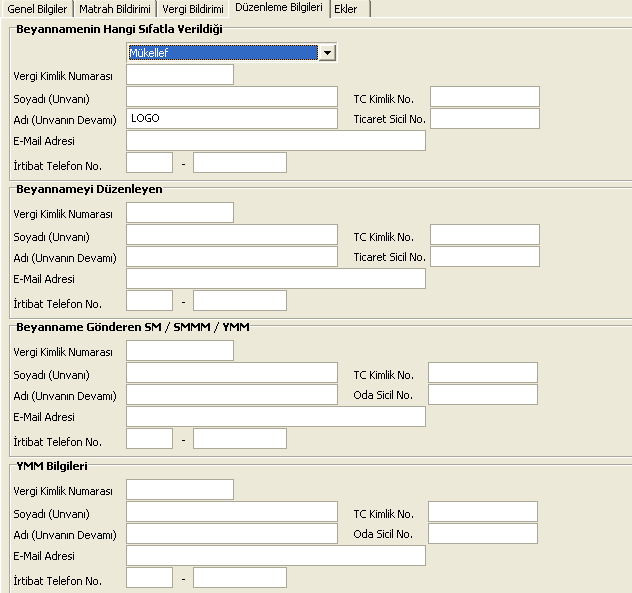 Genel Bilgiler Matrah Bildirimi Vergi Bildirimi Düzenleme Bilgileri Ekler
Beyannamenin Hangi Sıfatla Verildiği
Mükellef
Vergi Kimlik Numarası
Soyadı (Unvanı) TC Kimlik No.
Adı (Unvanın Devamı) LOGO Ticaret Sicil No.
E-Mail Adresi
İrtibat Telefon No. -
Beyannameyi Düzenleyen
Vergi Kimlik Numarası
Soyadı (Unvanı) TC Kimlik No.
Adı (Unvanın Devamı) Ticaret Sicil No.
E-Mail Adresi
İrtibat Telefon No. -
Beyanname Gönderen SM / SMMM / YMM
Vergi Kimlik Numarası
Soyadı (Unvanı) TC Kimlik No.
Adı (Unvanın Devamı) Oda Sicil No.
E-Mail Adresi
İrtibat Telefon No. -
YMM Bilgileri
Vergi Kimlik Numarası
Soyadı (Unvanı) TC Kimlik No.
Adı (Unvanın Devamı) Oda Sicil No.
E-Mail Adresi
İrtibat Telefon No. -